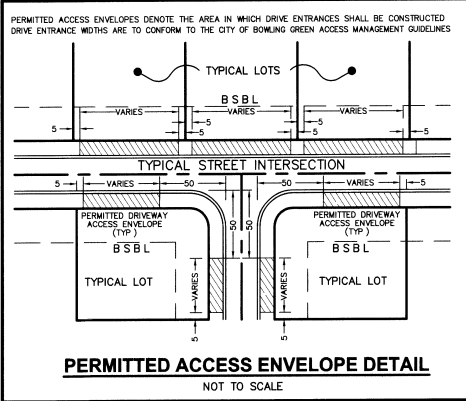 PERMITTED ACCESS ENVELOPES DENOTE THE AREA IN WHICH DRIVE ENTRANCES SHALL BE CONSTRUCTED
DRIVE ENTRANCE WIDTHS ARE TO CONFORM TO THE CITY OF BOWLING GREEN ACCESS MANAGEMENT GUIDELINES
TYPICAL LOTS
BSBL
VARIES VARIES VARIES
5 5 5
5 5 5
TYPICAL STREET INTERSECTION
5 VARIES 50 50 VARIES 5
50 50
PERMITTED DRIVEWAY
ACCESS ENVELOPE
(TYP)
BSBL
TYPICAL LOT
VARIES
5
PERMITTED DRIVEWAY
ACCESS ENVELOPE
(TYP)
BSBL
TYPICAL LOT
VARIES
5
PERMITTED ACCESS ENVELOPE DETAIL
NOT TO SCALE